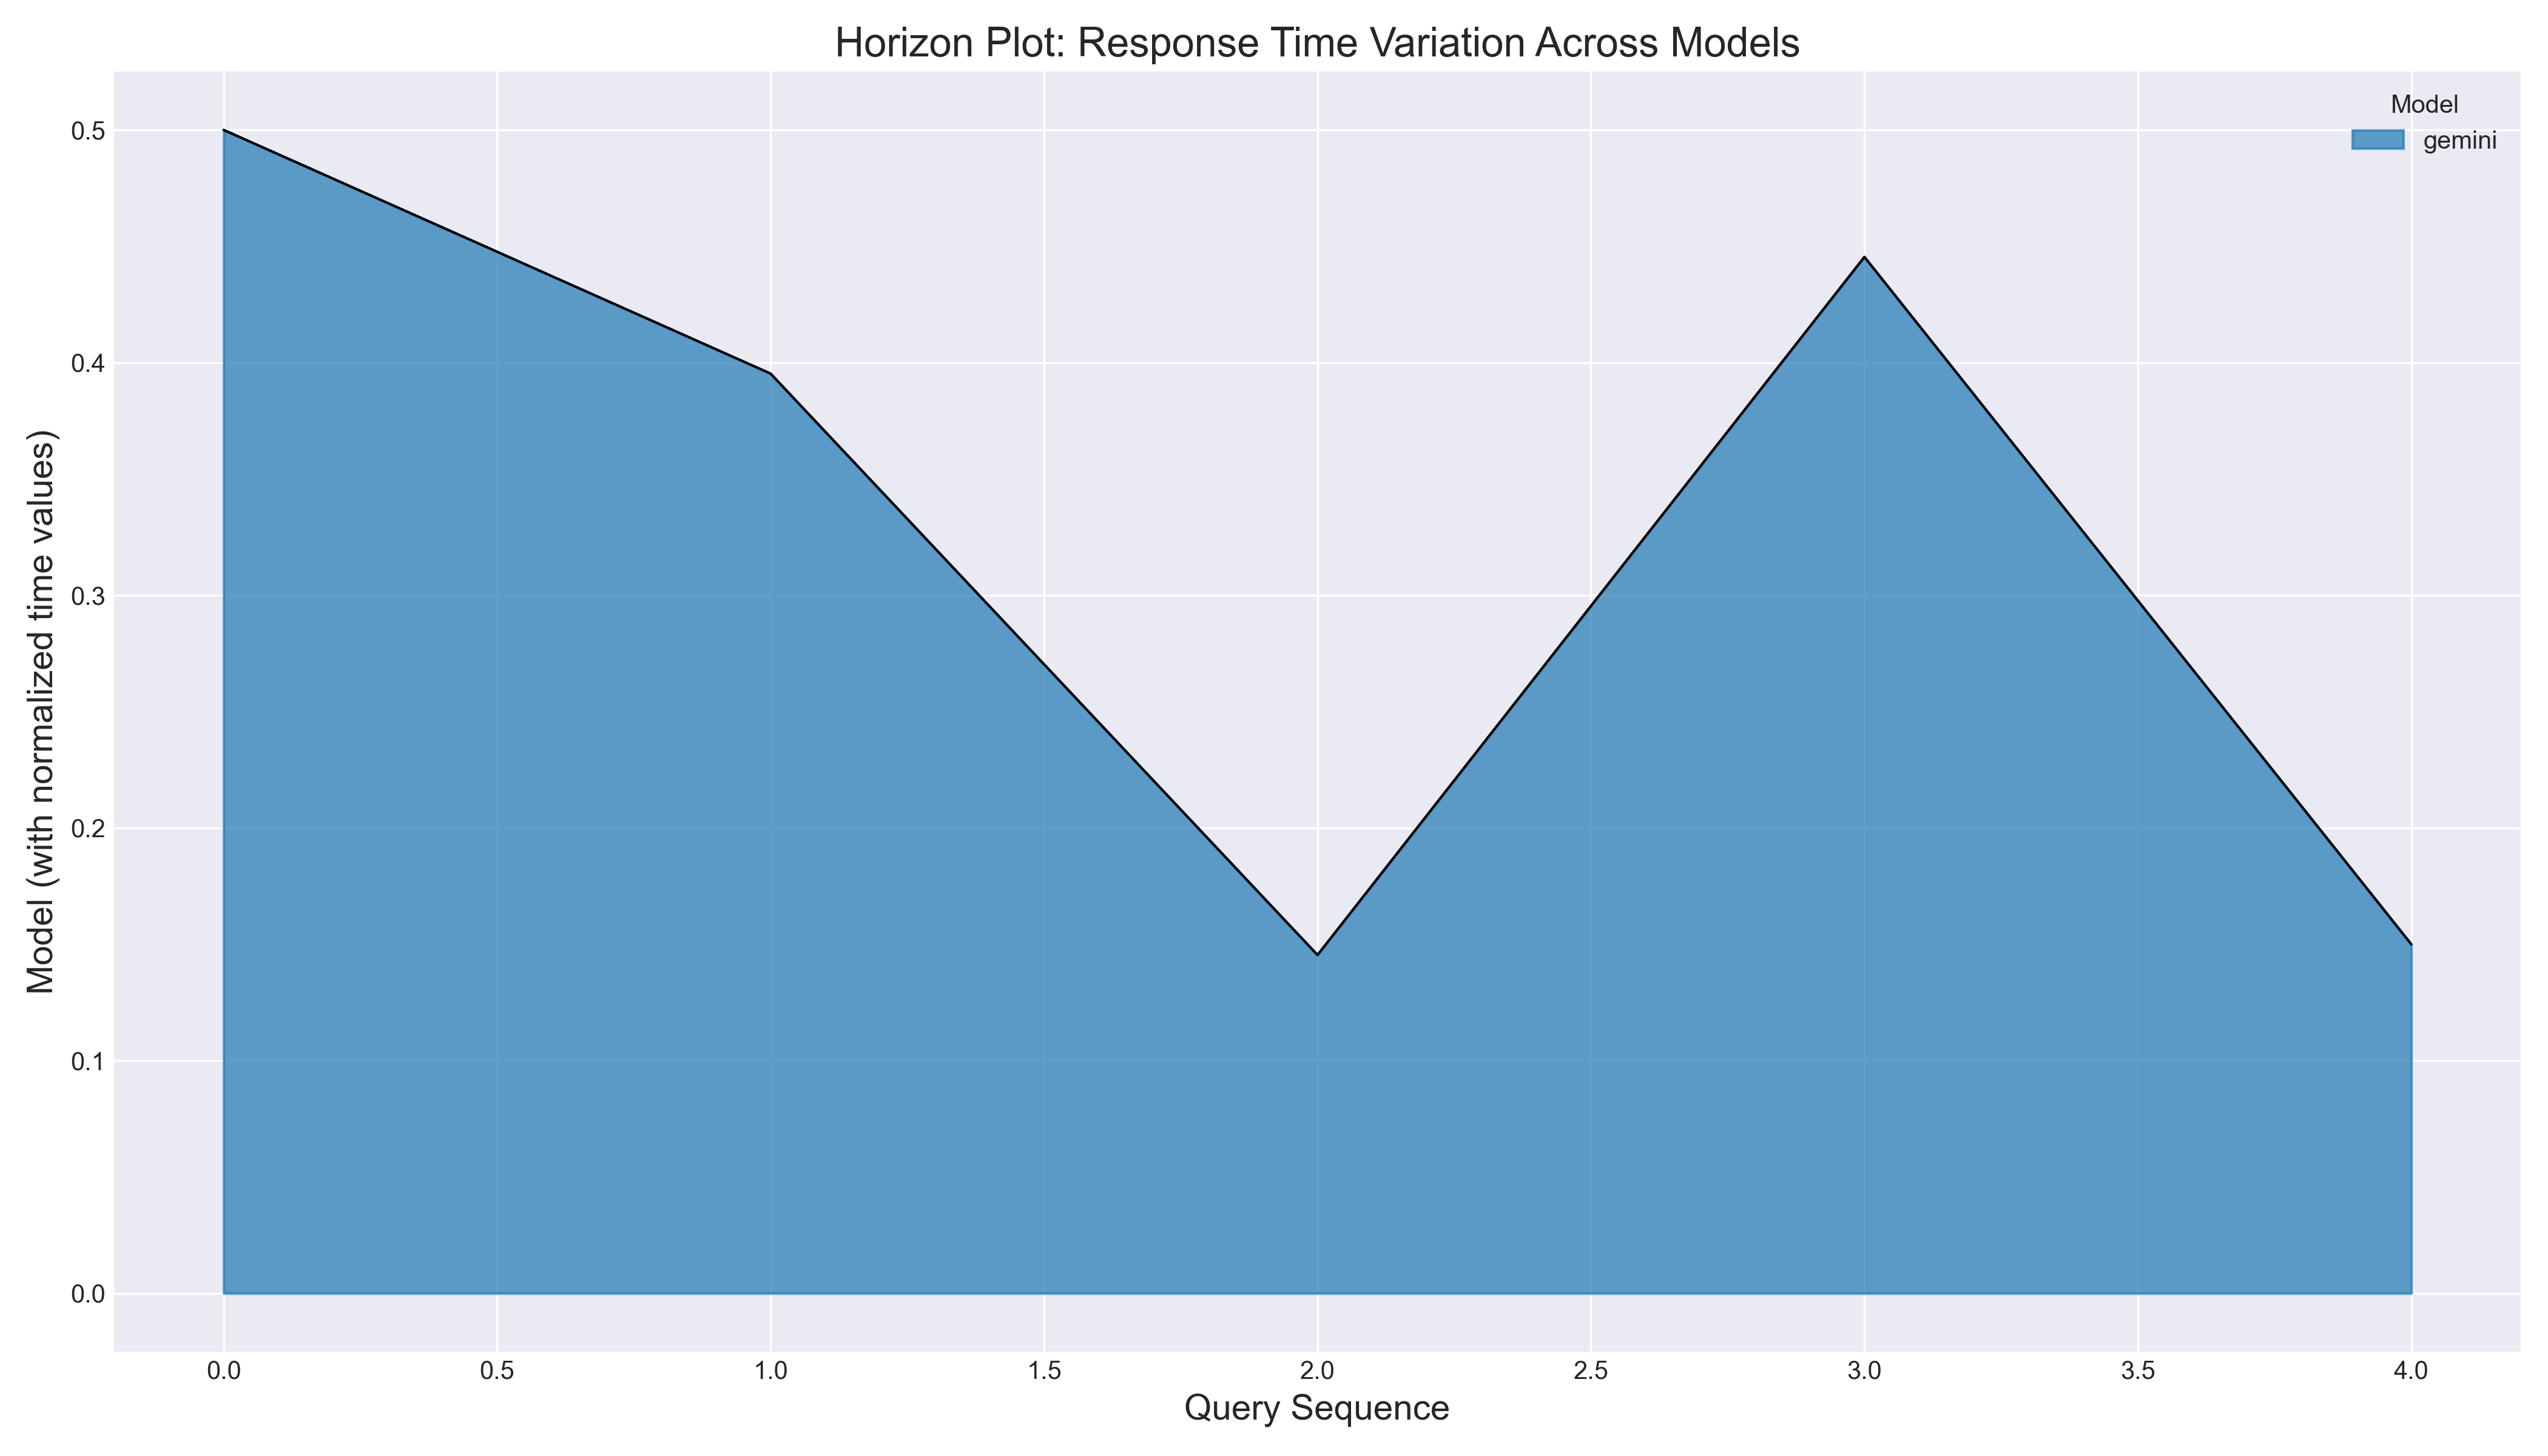 Horizon Plot: Response Time Variation Across Models
Model
gemini
Model (with normalized time values)
0.5
0.4
0.3
0.2
0.1
0.0
0.0 0.5 1.0 1.5 2.0 2.5 3.0 3.5 4.0
Query Sequence